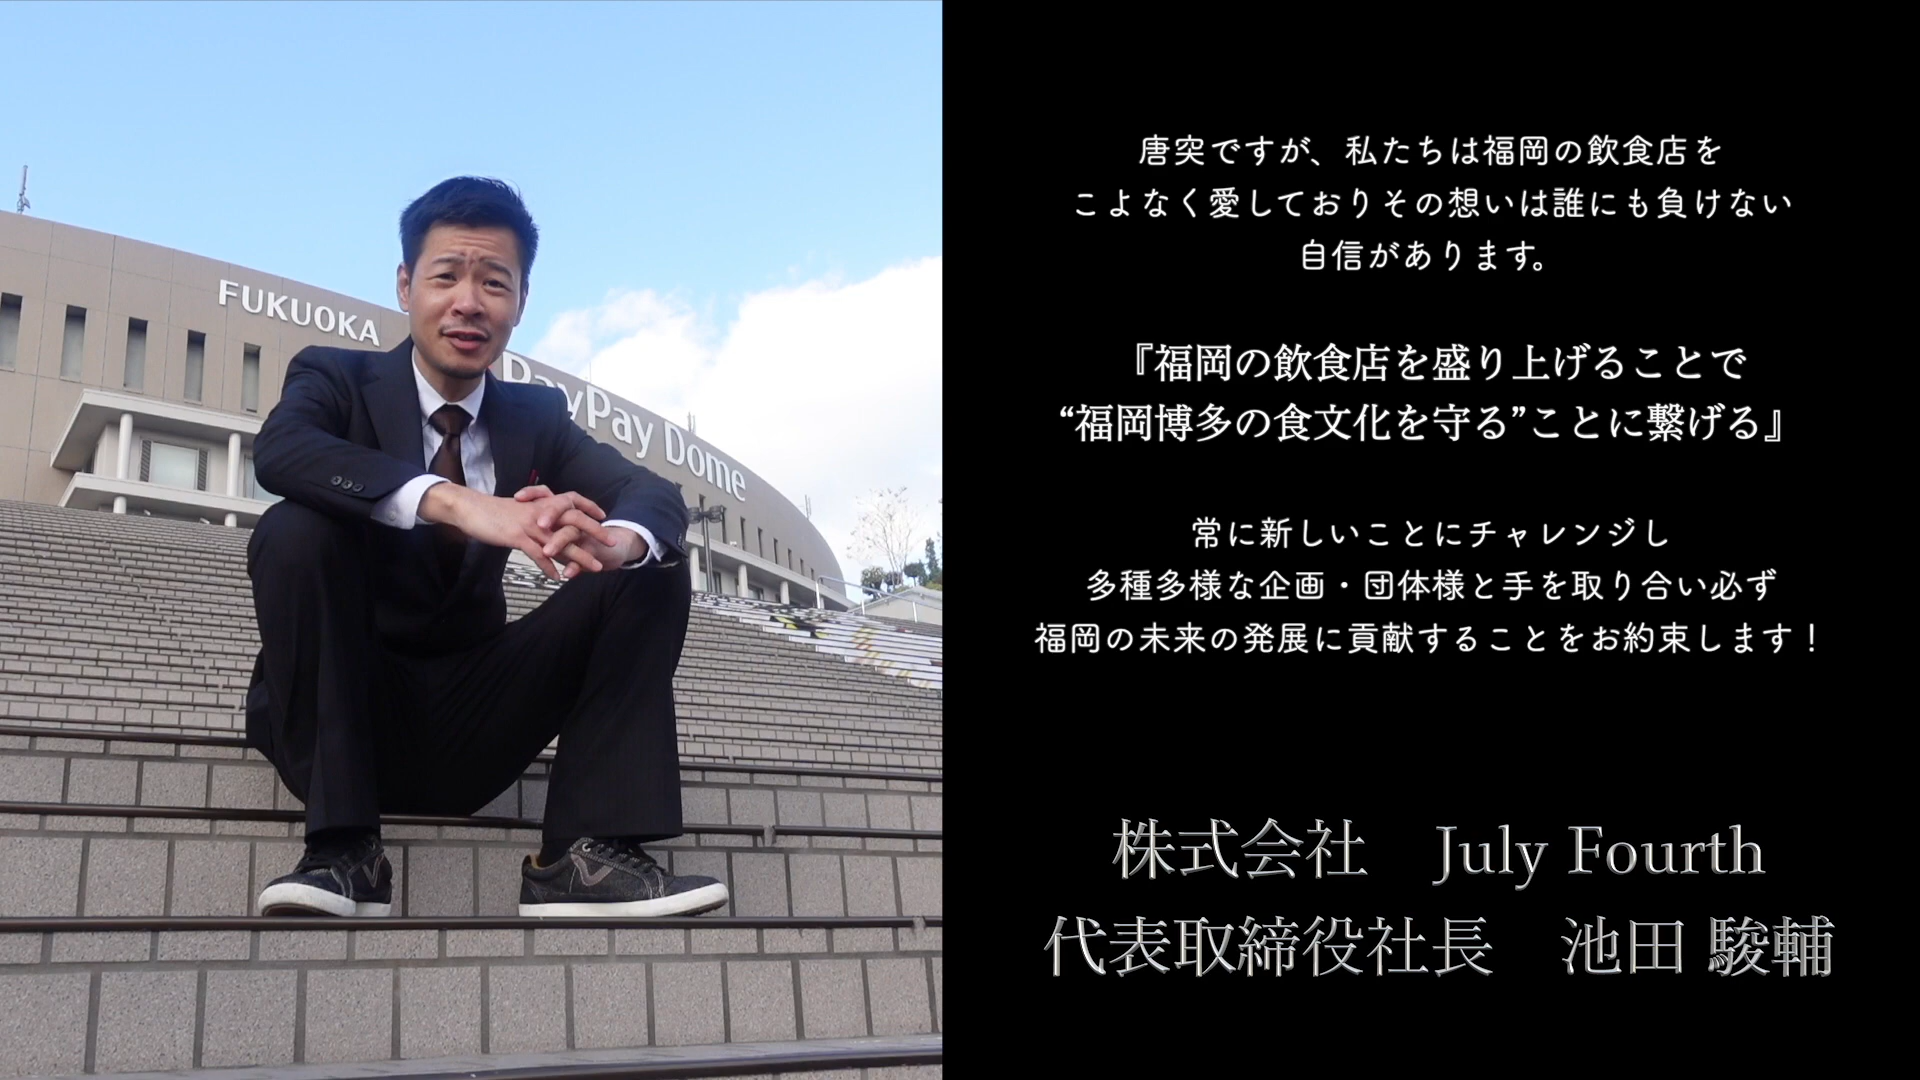 FUKUOKA
PayPay Dome
唐突ですが、私たちは福岡の飲食店を
こよなく愛しておりその想いは誰にも負けない
自信があります。
『福岡の飲食店を盛り上げることで
“福岡博多の食文化を守る”ことに繋げる』
常に新しいことにチャレンジし
多種多様な企画・団体様と手を取り合い必ず
福岡の未来の発展に貢献することをお約束します！
株式会社　July Fourth
代表取締役社長　池田 駿輔